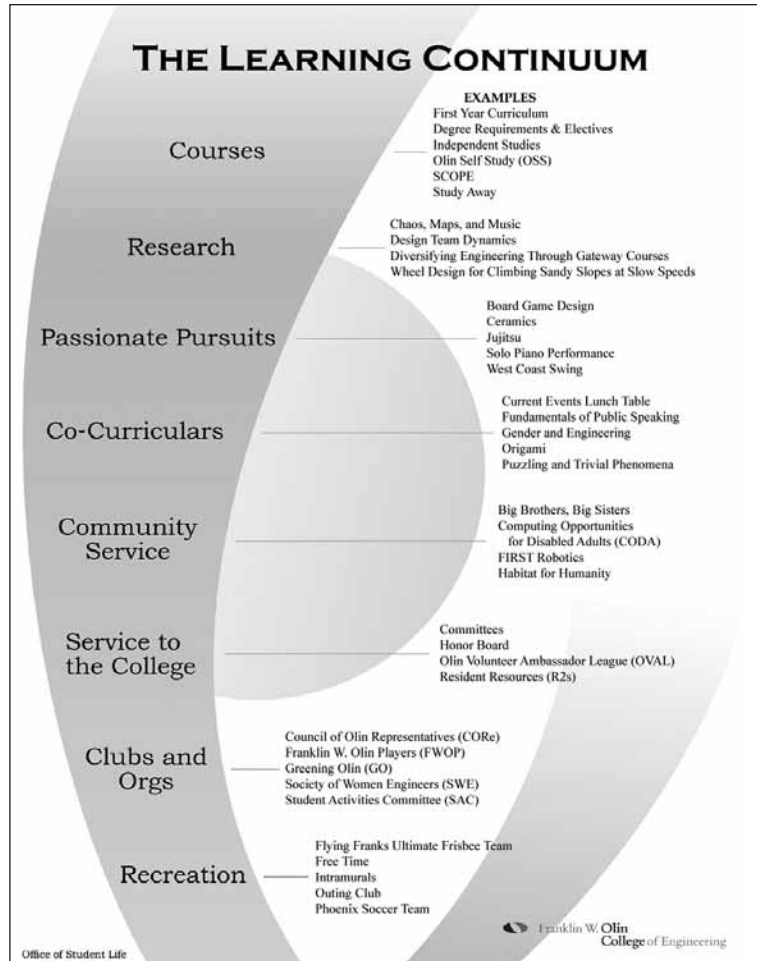 THE LEARNING CONTINUUM
EXAMPLES
Courses
First Year Curriculum
Degree Requirements & Electives
Independent Studies
Olin Self Study (OSS)
SCOPE
Study Away
Research
Chaos, Maps, and Music
Design Team Dynamics
Diversifying Engineering Through Gateway Courses
Wheel Design for Climbing Sandy Slopes at Slow Speeds
Passionate Pursuits
Board Game Design
Ceramics
Jujitsu
Solo Piano Performance
West Coast Swing
Co-Curriculars
Current Events Lunch Table
Fundamentals of Public Speaking
Gender and Engineering
Origami
Puzzling and Trivial Phenomena
Community
Service
Big Brothers, Big Sisters
Computing Opportunities
for Disabled Adults (CODA)
FIRST Robotics
Habitat for Humanity
Service to
the College
Committees
Honor Board
Olin Volunteer Ambassador League (OVAL)
Resident Resources (R2s)
Clubs and
Orgs
Council of Olin Representatives (CORe)
Franklin W. Olin Players (FWOP)
Greening Olin (GO)
Society of Women Engineers (SWE)
Student Activities Committee (SAC)
Recreation
Flying Franks Ultimate Frisbee Team
Free Time
Intramurals
Outing Club
Phoenix Soccer Team
Franklin W. Olin
College of Engineering
Office of Student Life